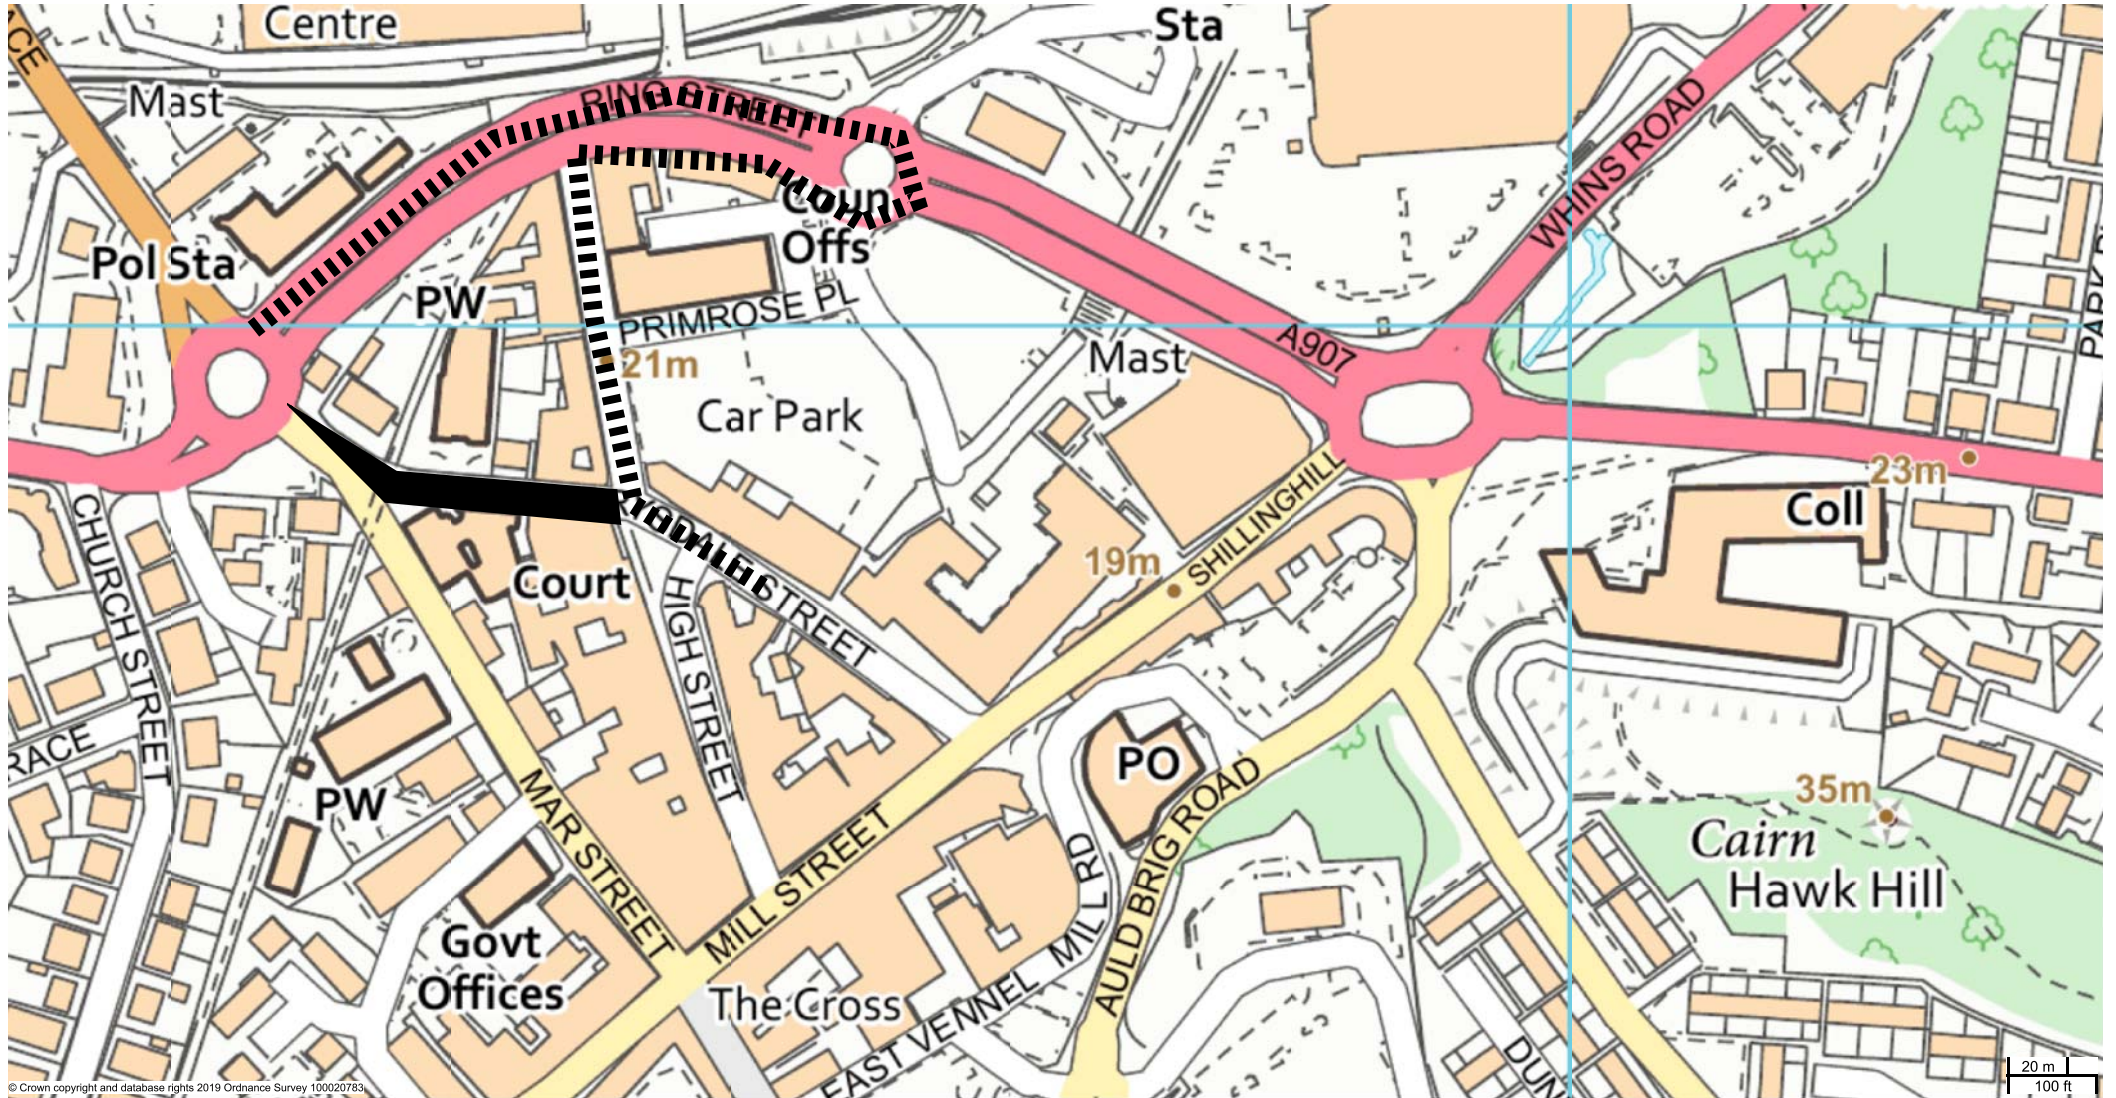 Centre
Sta
CE
Mast
RING STREET
WHINS ROAD
Pol Sta
Coun
Offs
PW
PRIMROSE PL
A907
21m
Mast
Car Park
23m
Coll
SHILLINGHILL
19m
Court
CHURCH STREET
HIGH STREET
STREET
RACE
PW
PO
35m
Cairn
Hawk Hill
MAR STREET
MILL STREET
MILL RD
AULD BRIG ROAD
Govt
Offices
The Cross
EAST VENNEL
DUN
20 m
100 ft
© Crown copyright and database rights 2019 Ordnance Survey 100020783